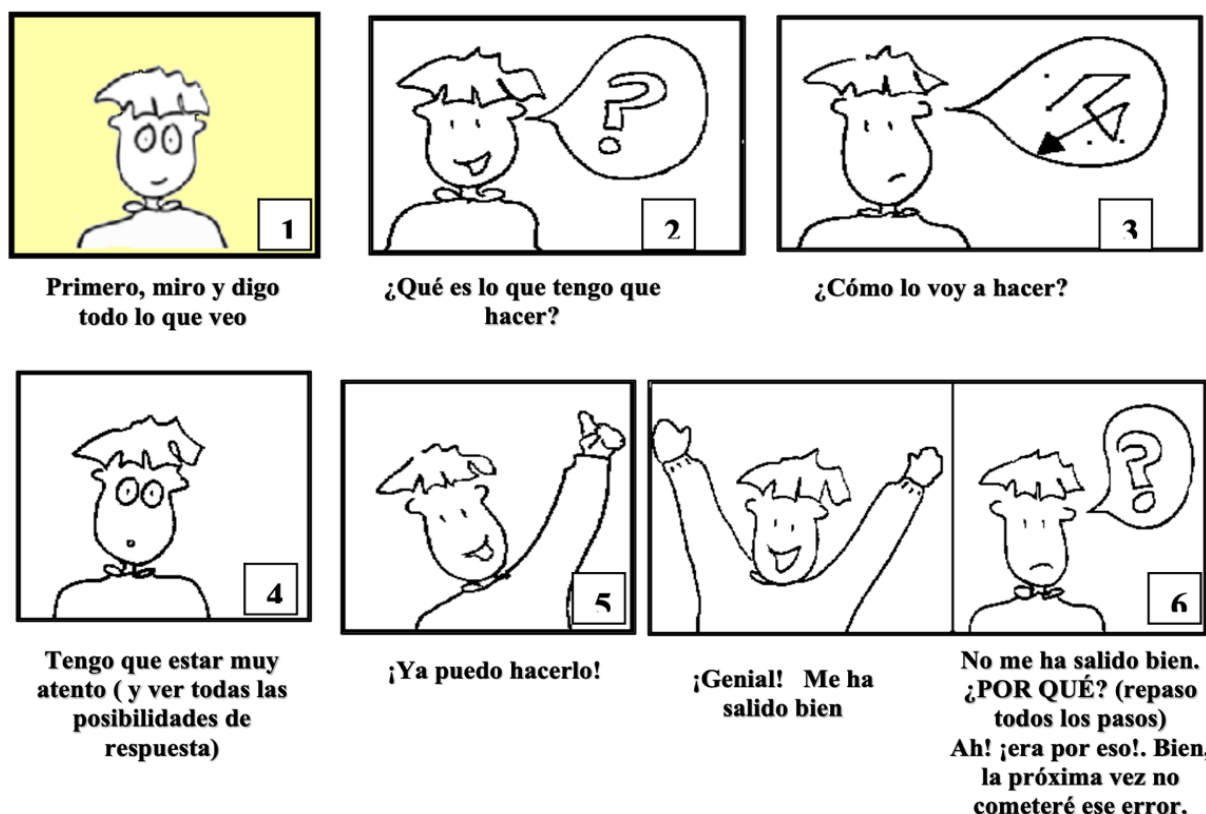 ?
1
2
3
Primero, miro y digo
todo lo que veo
¿Qué es lo que tengo que
hacer?
¿Cómo lo voy a hacer?
?
4
5
6
Tengo que estar muy
atento ( y ver todas las
posibilidades de
respuesta)
¡Ya puedo hacerlo!
¡Genial! Me ha
salido bien
No me ha salido bien.
¿POR QUÉ? (repaso
todos los pasos)
Ah! ¡era por eso!. Bien,
la próxima vez no
cometeré ese error.